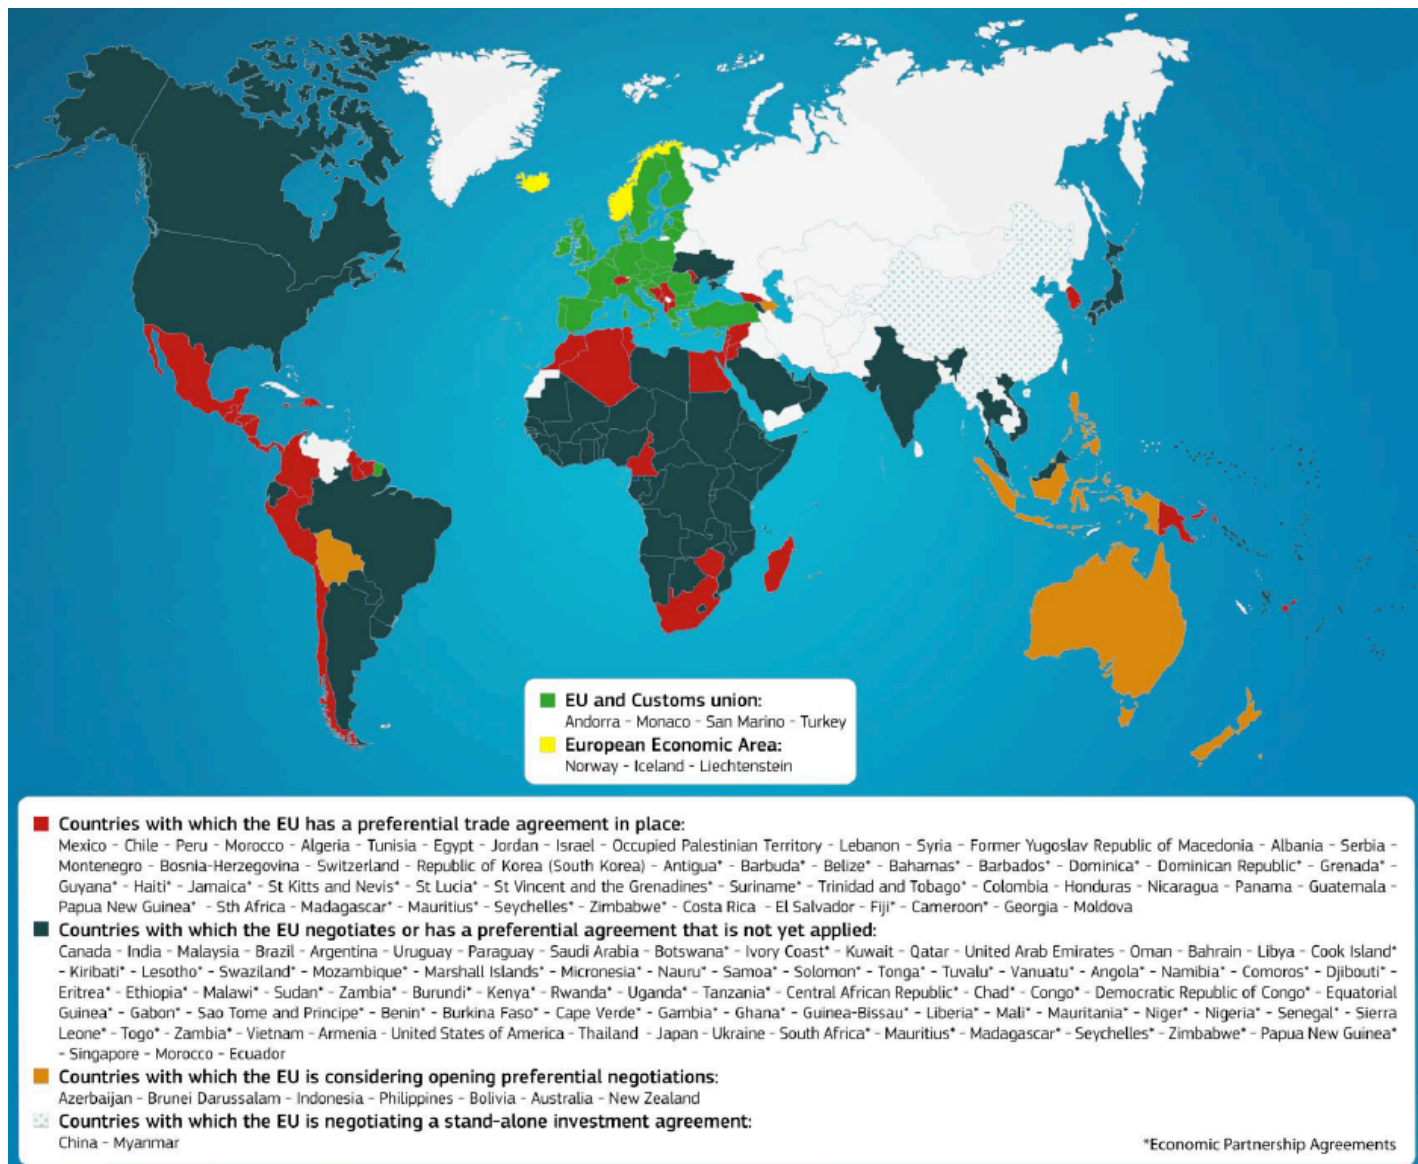 EU and Customs union:
Andorra - Monaco - San Marino - Turkey
European Economic Area:
Norway - Iceland - Liechtenstein
Countries with which the EU has a preferential trade agreement in place:
Mexico - Chile - Peru - Morocco - Algeria - Tunisia - Egypt - Jordan - Israel - Occupied Palestinian Territory - Lebanon - Syria - Former Yugoslav Republic of Macedonia - Albania - Serbia -
Montenegro - Bosnia-Herzegovina - Switzerland - Republic of Korea (South Korea) - Antigua* - Barbuda* - Belize* - Bahamas* - Barbados* - Dominica* - Dominican Republic* - Grenada* -
Guyana* - Haiti* - Jamaica* - St Kitts and Nevis* - St Lucia* - St Vincent and the Grenadines* - Suriname* - Trinidad and Tobago* - Colombia - Honduras - Nicaragua - Panama - Guatemala -
Papua New Guinea* - Sth Africa - Madagascar* - Mauritius* - Seychelles* - Zimbabwe* - Costa Rica - El Salvador - Fiji* - Cameroon* - Georgia - Moldova
Countries with which the EU negotiates or has a preferential agreement that is not yet applied:
Canada - India - Malaysia - Brazil - Argentina - Uruguay - Paraguay - Saudi Arabia - Botswana* - Ivory Coast* - Kuwait - Qatar - United Arab Emirates - Oman - Bahrain - Libya - Cook Island*
- Kiribati* - Lesotho* - Swaziland* - Mozambique* - Marshall Islands* - Micronesia* - Nauru* - Samoa* - Solomon* - Tonga* - Tuvalu* - Vanuatu* - Angola* - Namibia* - Comoros* - Djibouti* -
Eritrea* - Ethiopia* - Malawi* - Sudan* - Zambia* - Burundi* - Kenya* - Rwanda* - Uganda* - Tanzania* - Central African Republic* - Chad* - Congo* - Democratic Republic of Congo* - Equatorial
Guinea* - Gabon* - Sao Tome and Principe* - Benin* - Burkina Faso* - Cape Verde* - Gambia* - Ghana* - Guinea-Bissau* - Liberia* - Mali* - Mauritania* - Niger* - Nigeria* - Senegal* - Sierra
Leone* - Togo* - Zambia* - Vietnam - Armenia - United States of America - Thailand - Japan - Ukraine - South Africa* - Mauritius* - Madagascar* - Seychelles* - Zimbabwe* - Papua New Guinea*
- Singapore - Morocco - Ecuador
Countries with which the EU is considering opening preferential negotiations:
Azerbaijan - Brunei Darussalam - Indonesia - Philippines - Bolivia - Australia - New Zealand
Countries with which the EU is negotiating a stand-alone investment agreement:
China - Myanmar
*Economic Partnership Agreements